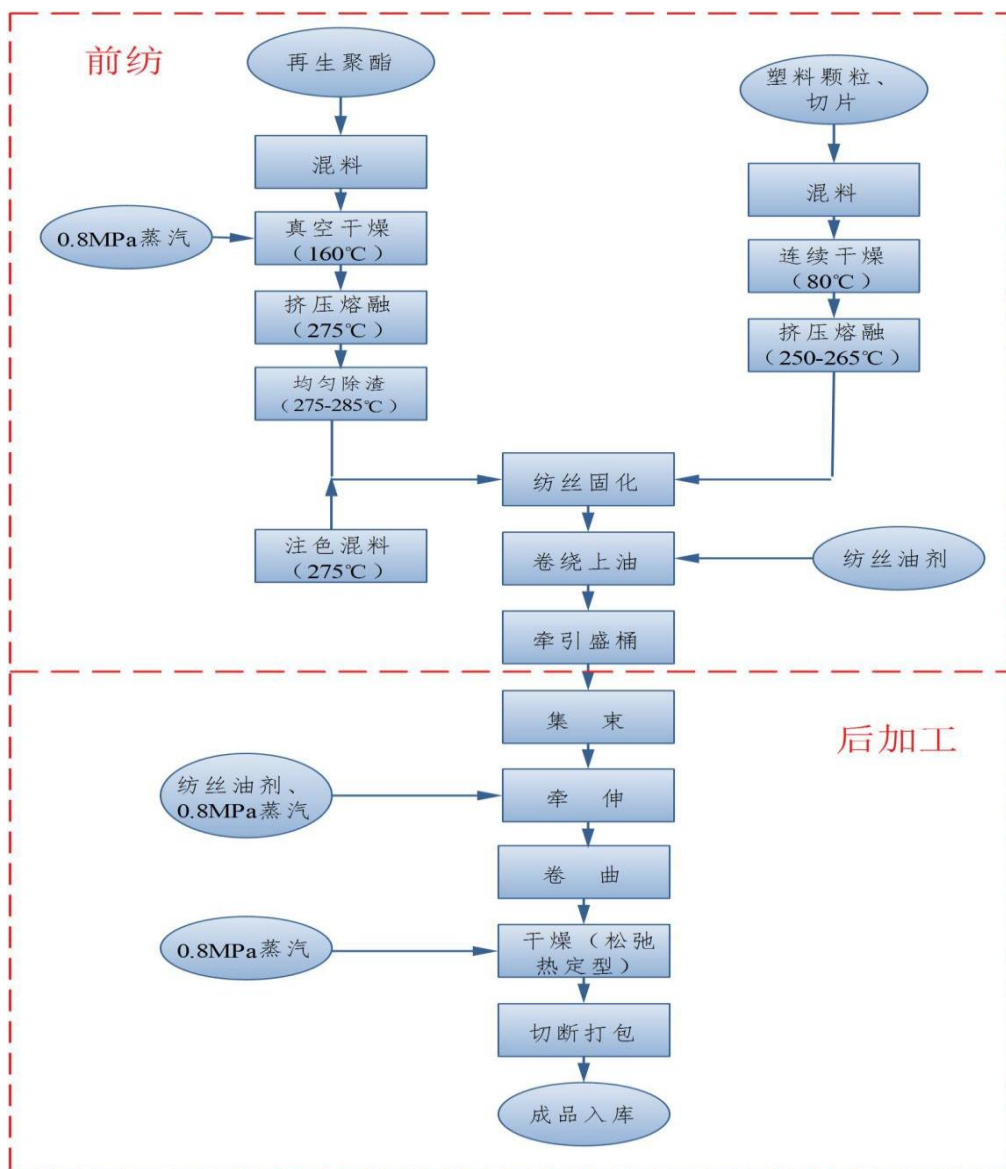 前纺
再生聚酯
混料
0.8MPa蒸汽
真空干燥
（160℃）
挤压熔融
（275℃）
均匀除渣
（275-285℃）
注色混料
（275℃）
塑料颗粒、
切片
混料
连续干燥
（80℃）
挤压熔融
（250-265℃）
纺丝固化
卷绕上油
纺丝油剂
牵引盛桶
后加工
集 束
纺丝油剂、
0.8MPa蒸汽
牵 伸
卷 曲
0.8MPa蒸汽
干燥（松弛
热定型）
切断打包
成品入库